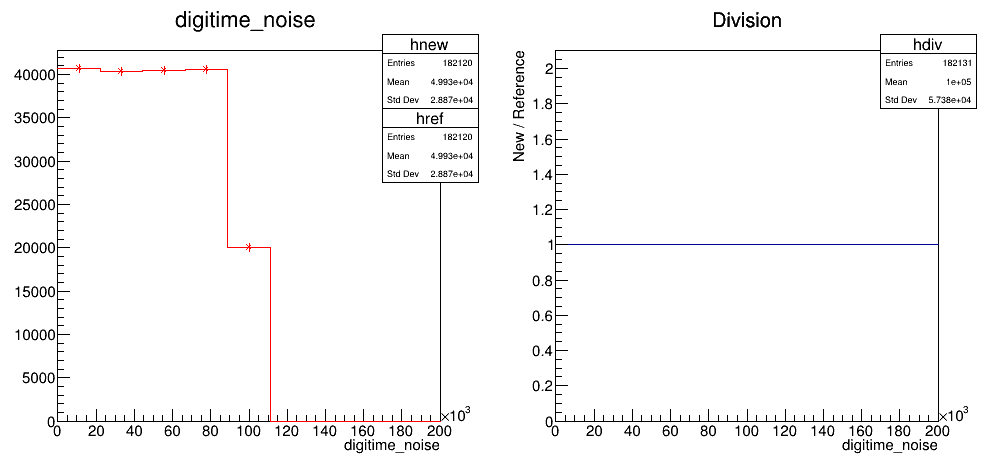 digitime_noise
hnew
Entries 182120
Mean 4.993e+04
Std Dev 2.887e+04
href
Entries 182120
Mean 4.993e+04
Std Dev 2.887e+04
40000
35000
30000
25000
20000
15000
10000
5000
0
0 20 40 60 80 100 120 140 160 180 200
×10³
digitime_noise
Division
hdiv
Entries 182131
Mean 1e+05
Std Dev 5.738e+04
New / Reference
2
1.8
1.6
1.4
1.2
1
0.8
0.6
0.4
0.2
0
0 20 40 60 80 100 120 140 160 180 200
×10³
digitime_noise